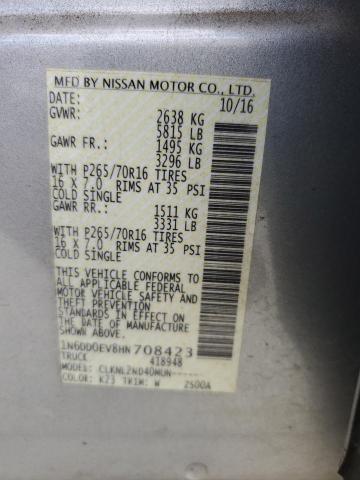 MFD BY NISSAN MOTOR CO., LTD.
DATE: 10/16
GVWR: 2638 KG
5815 LB
GAWR FR.: 1495 KG
3296 LB
WITH P265/70R16 TIRES
16 X 7.0 RIMS AT 35 PSI
COLD SINGLE
GAWR RR.: 1511 KG
3331 LB
WITH P265/70R16 TIRES
16 X 7.0 RIMS AT 35 PSI
COLD SINGLE
THIS VEHICLE CONFORMS TO
ALL APPLICABLE FEDERAL
MOTOR VEHICLE SAFETY AND
THEFT PREVENTION
STANDARDS IN EFFECT ON
THE DATE OF MANUFACTURE
SHOWN ABOVE.
1N6DD0EV8HN708423
TRUCK 418948
MODEL: CLKNL2ND40MUN-----
COLOR: K23 TRIM: W 2500A